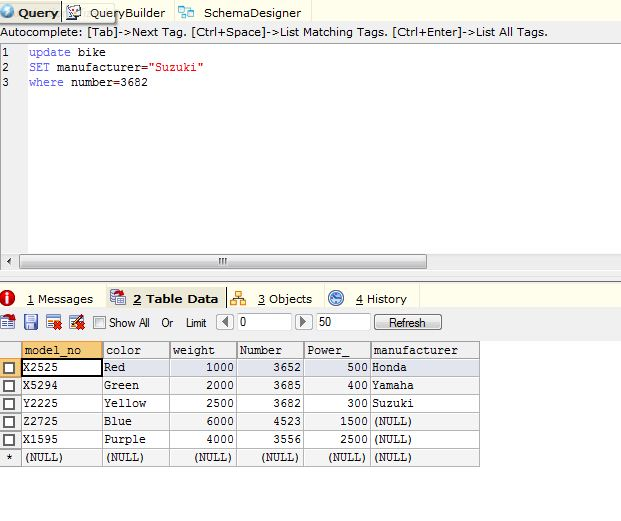 Query QueryBuilder SchemaDesigner
Autocomplete: [Tab]->Next Tag. [Ctrl+Space]->List Matching Tags. [Ctrl+Enter]->List All Tags.
1 update bike
2 SET manufacturer="Suzuki"
3 where number=3682
1 Messages 2 Table Data 3 Objects 4 History
Show All Or Limit 0 50 Refresh
model_no color weight Number Power_ manufacturer
X2525 Red 1000 3652 500 Honda
X5294 Green 2000 3685 400 Yamaha
Y2225 Yellow 2500 3682 300 Suzuki
Z2725 Blue 6000 4523 1500 (NULL)
X1595 Purple 4000 3556 2500 (NULL)
* (NULL) (NULL) (NULL) (NULL) (NULL) (NULL)